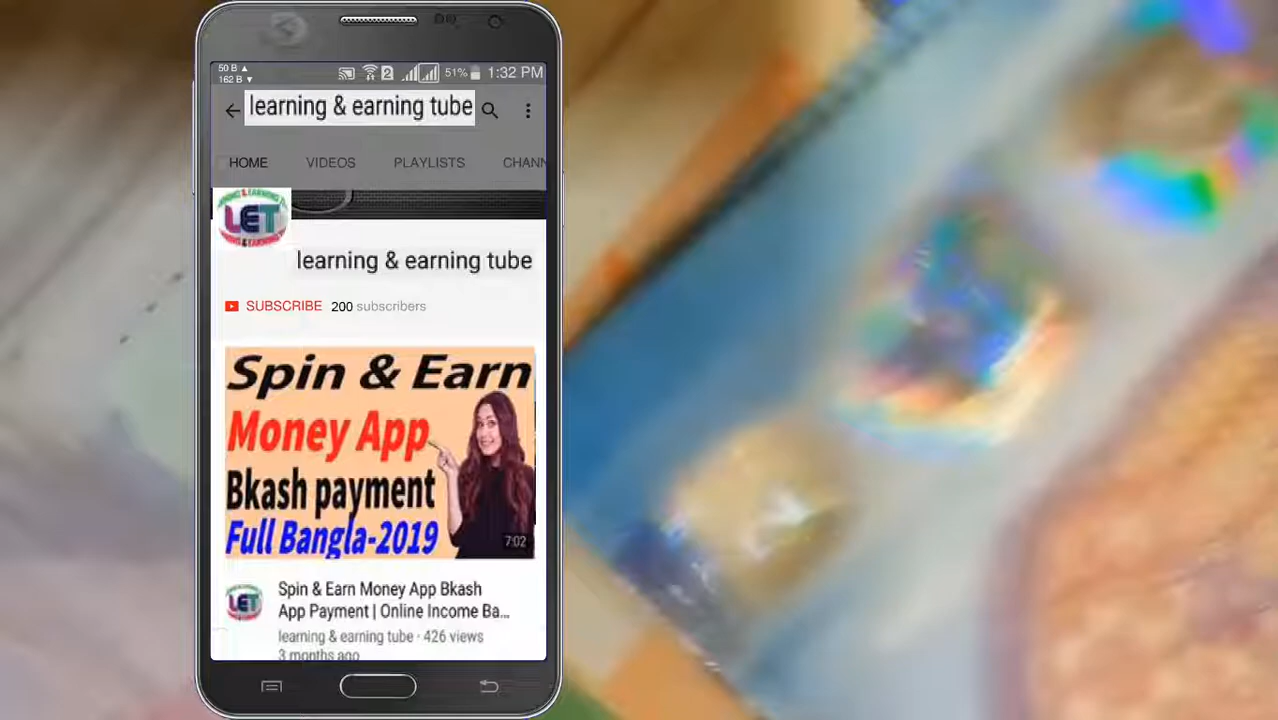 50 B
162 B
2
51%
1:32 PM
learning & earning tube
HOME
VIDEOS
PLAYLISTS
CHANN
LET
learning & earning tube
SUBSCRIBE 200 subscribers
Spin & Earn
Money App
Bkash payment
Full Bangla-2019
7:02
LET
Spin & Earn Money App Bkash
App Payment | Online Income Ba...
learning & earning tube · 426 views
3 months ago